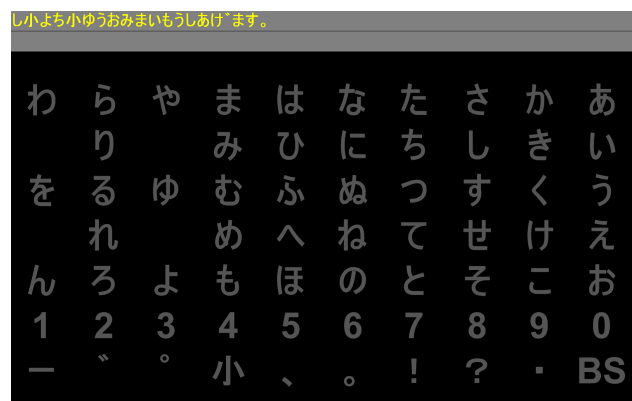 し小よち小ゆうおみまいもうしあげ゛ます。
わ ら や ま は な た さ か あ
り み ひ に ち し き い
を る ゆ む ふ ぬ つ す く う
れ め へ ね て せ け え
ん ろ よ も ほ の と そ こ お
1 2 3 4 5 6 7 8 9 0
ー ゛ ゜ 小 、 。 ! ? ・ BS